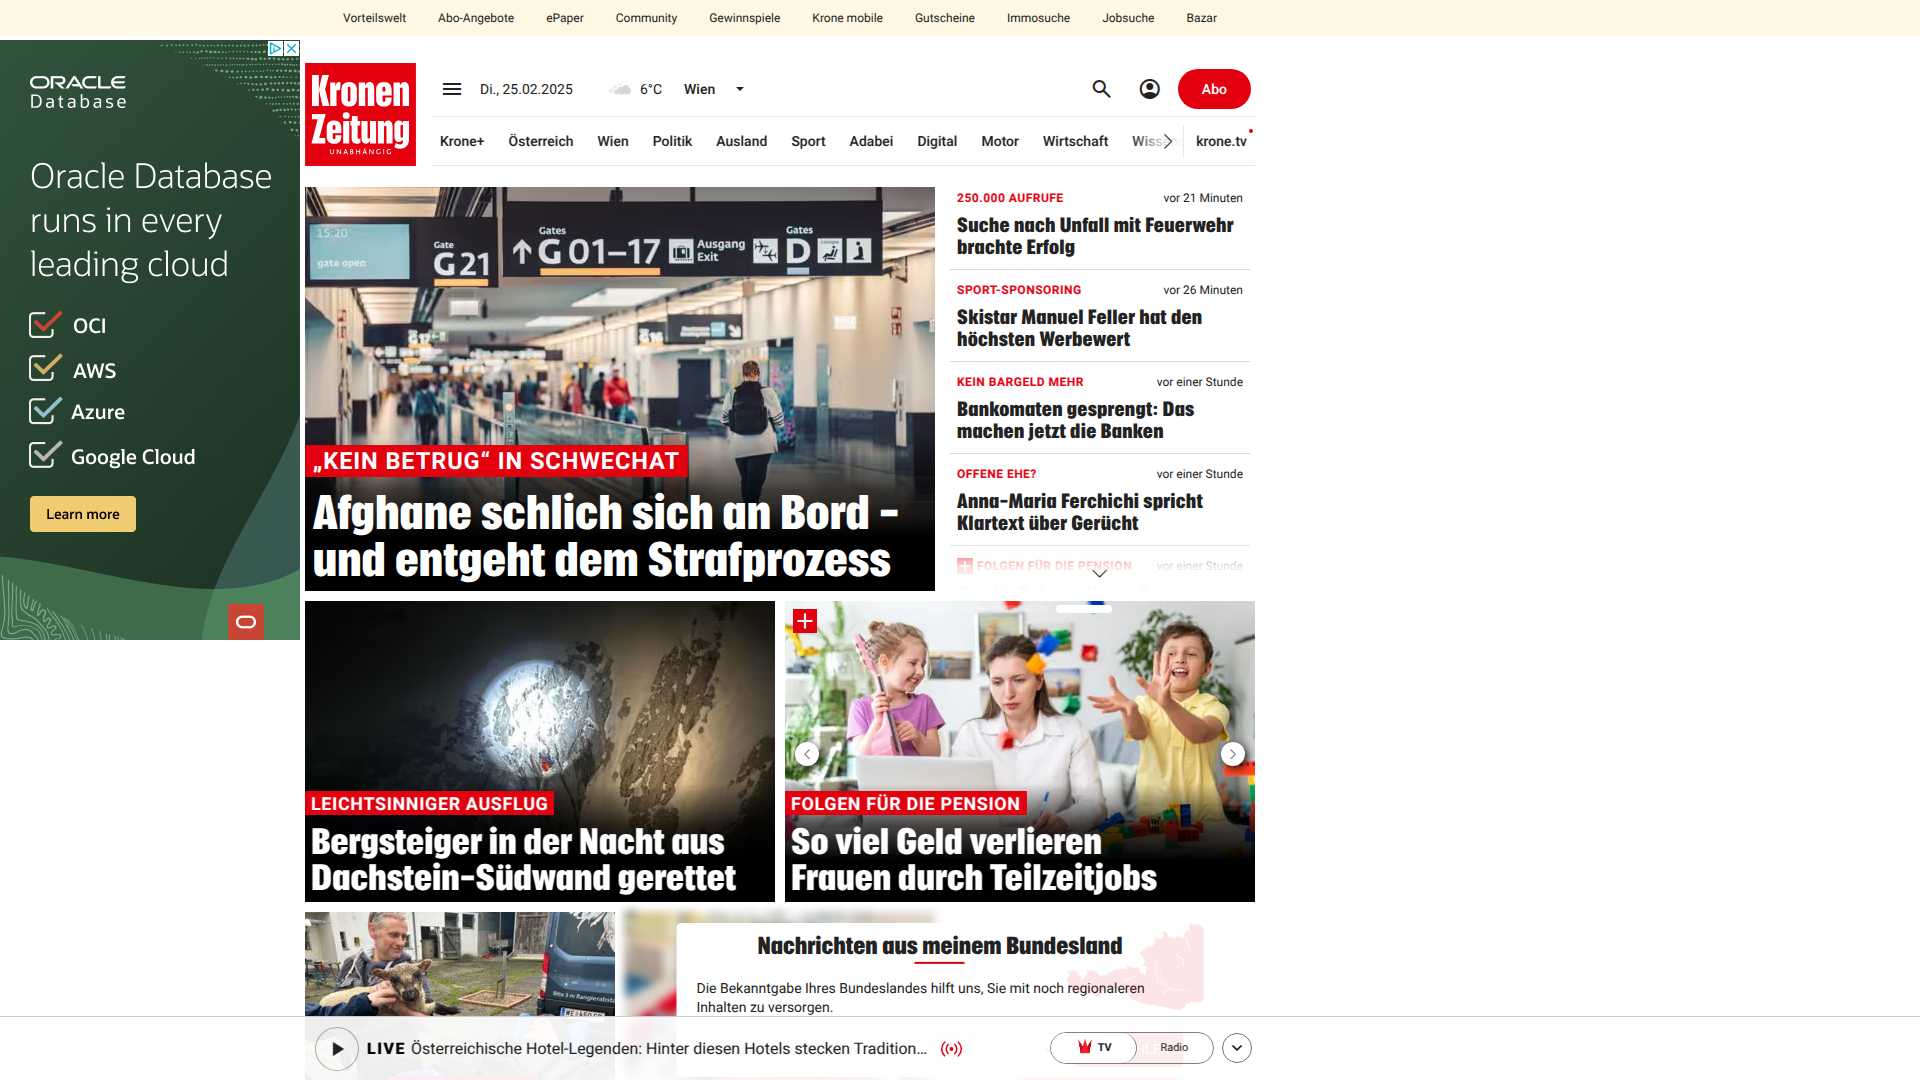 Vorteilswelt Abo-Angebote ePaper Community Gewinnspiele Krone mobile Gutscheine Immosuche Jobsuche Bazar
ORACLE
Database
Oracle Database
runs in every
leading cloud
OCI
AWS
Azure
Google Cloud
Learn more
Kronen
Zeitung
UNABHÄNGIG
Di., 25.02.2025 6°C Wien Abo
Krone+ Österreich Wien Politik Ausland Sport Adabei Digital Motor Wirtschaft krone.tv
15:20
gate open
Gate
G 21
Gates
G 01–17
Ausgang
Exit
Gates
D
„KEIN BETRUG“ IN SCHWECHAT
Afghane schlich sich an Bord –
und entgeht dem Strafprozess
250.000 AUFRUFE vor 21 Minuten
Suche nach Unfall mit Feuerwehr
brachte Erfolg
SPORT-SPONSORING vor 26 Minuten
Skistar Manuel Feller hat den
höchsten Werbewert
KEIN BARGELD MEHR vor einer Stunde
Bankomaten gesprengt: Das
machen jetzt die Banken
OFFENE EHE? vor einer Stunde
Anna-Maria Ferchichi spricht
Klartext über Gerücht
FOLGEN FÜR DIE PENSION vor einer Stunde
LEICHTSINNIGER AUSFLUG
Bergsteiger in der Nacht aus
Dachstein-Südwand gerettet
FOLGEN FÜR DIE PENSION
So viel Geld verlieren
Frauen durch Teilzeitjobs
Nachrichten aus meinem Bundesland
Die Bekanntgabe Ihres Bundeslandes hilft uns, Sie mit noch regionaleren
Inhalten zu versorgen.
LIVE Österreichische Hotel-Legenden: Hinter diesen Hotels stecken Tradition...
TV Radio